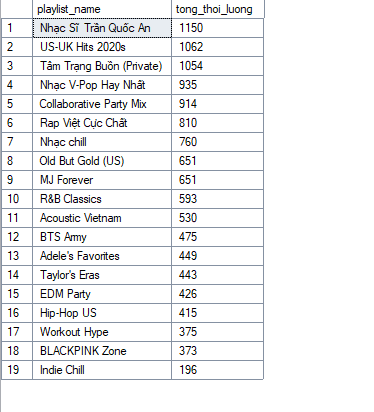 playlist_name tong_thoi_luong
1 Nhạc Sĩ Trần Quốc An 1150
2 US-UK Hits 2020s 1062
3 Tâm Trạng Buồn (Private) 1054
4 Nhạc V-Pop Hay Nhất 935
5 Collaborative Party Mix 914
6 Rap Việt Cực Chất 810
7 Nhạc chill 760
8 Old But Gold (US) 651
9 MJ Forever 651
10 R&B Classics 593
11 Acoustic Vietnam 530
12 BTS Army 475
13 Adele's Favorites 449
14 Taylor's Eras 443
15 EDM Party 426
16 Hip-Hop US 415
17 Workout Hype 375
18 BLACKPINK Zone 373
19 Indie Chill 196